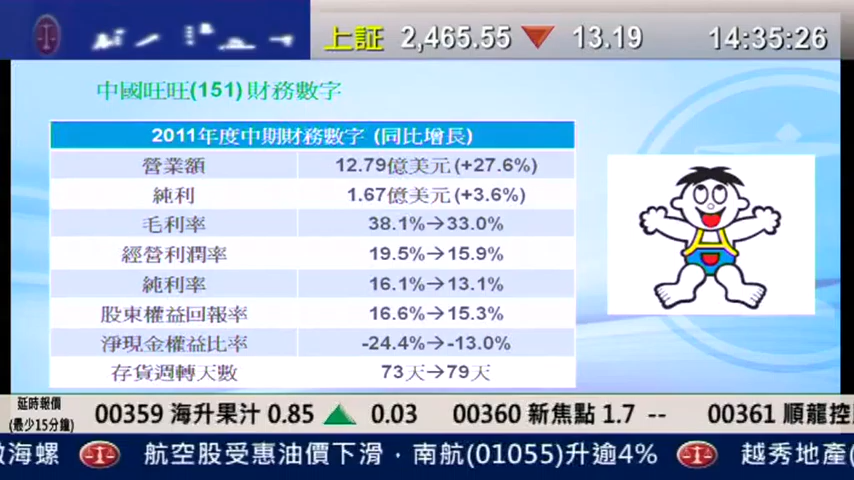 上証 2,465.55 13.19 14:35:26
中國旺旺(151)財務數字
2011年度中期財務數字 (同比增長)
營業額 12.79億美元(+27.6%)
純利 1.67億美元(+3.6%)
毛利率 38.1%→33.0%
經營利潤率 19.5%→15.9%
純利率 16.1%→13.1%
股東權益回報率 16.6%→15.3%
淨現金權益比率 -24.4%→-13.0%
存貨週轉天數 73天→79天
延時報價
(最少15分鐘)
00359 海升果汁 0.85 0.03 00360 新焦點 1.7 -- 00361 順龍控
海螺 航空股受惠油價下滑，南航(01055)升逾4% 越秀地產(